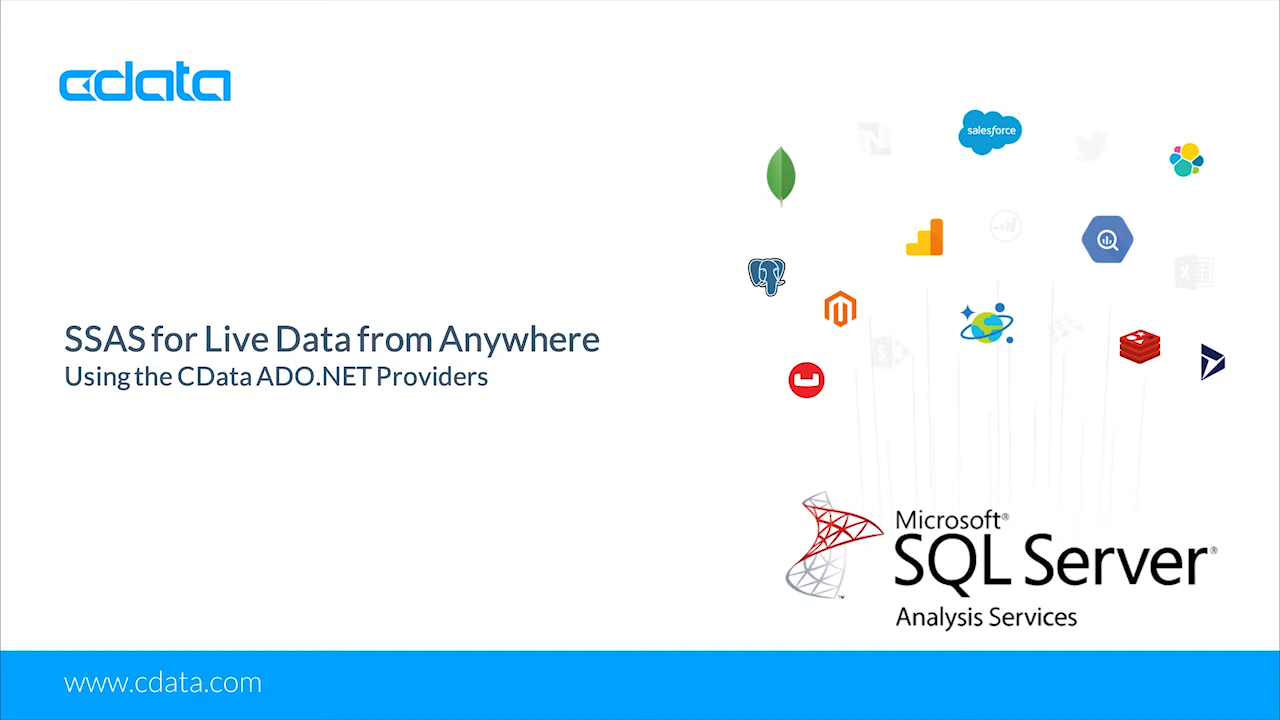 cdata
salesforce
SSAS for Live Data from Anywhere
Using the CData ADO.NET Providers
Microsoft®
SQL Server®
Analysis Services
www.cdata.com